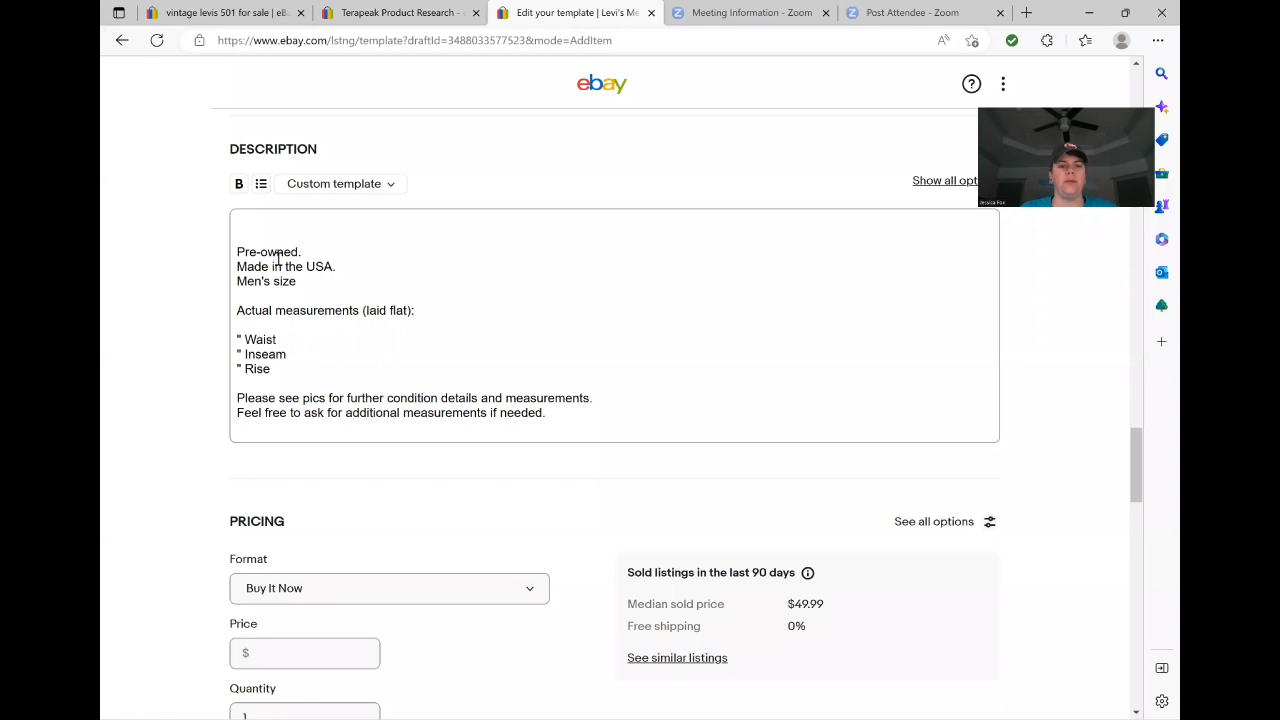 vintage levis 501 for sale | eB
Terapeak Product Research - 
Edit your template | Levi's Me
Meeting Information - Zoom
Post Attendee - Zoom
https://www.ebay.com/lstng/template?draftId=3488033577523&mode=AddItem
ebay
DESCRIPTION
B
Custom template
Show all opt
Jessica Fox
Pre-owned.
Made in the USA.
Men's size
Actual measurements (laid flat):
" Waist
" Inseam
" Rise
Please see pics for further condition details and measurements.
Feel free to ask for additional measurements if needed.
PRICING
See all options
Format
Buy It Now
Sold listings in the last 90 days
Median sold price $49.99
Free shipping 0%
See similar listings
Price
$
Quantity
1